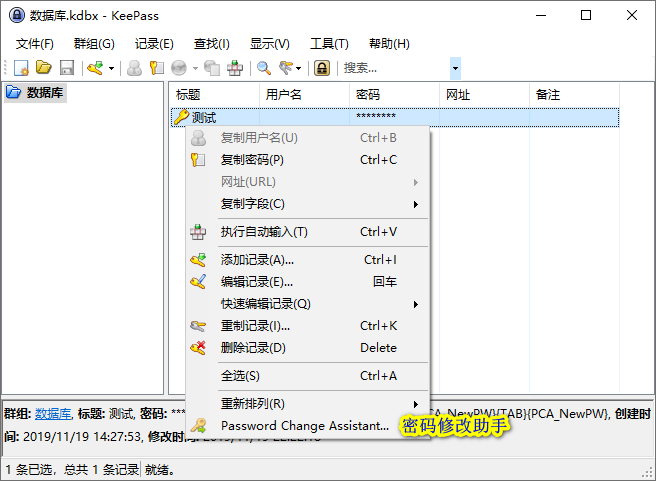 数据库.kdbx - KeePass
文件(F) 群组(G) 记录(E) 查找(I) 显示(V) 工具(T) 帮助(H)
搜索...
数据库
标题 用户名 密码 网址 备注
测试 ********
复制用户名(U) Ctrl+B
复制密码(P) Ctrl+C
网址(URL)
复制字段(C)
执行自动输入(T) Ctrl+V
添加记录(A)... Ctrl+I
编辑记录(E)... 回车
快速编辑记录(Q)
重制记录(I)... Ctrl+K
删除记录(D) Delete
全选(S) Ctrl+A
重新排列(R)
Password Change Assistant...
密码修改助手
群组: 数据库, 标题: 测试, 密码: *** _NewPW}{TAB}{PCA_NewPW}, 创建时
间: 2019/11/19 14:27:53, 修改时间:
1 条已选，总共 1 条记录 就绪。